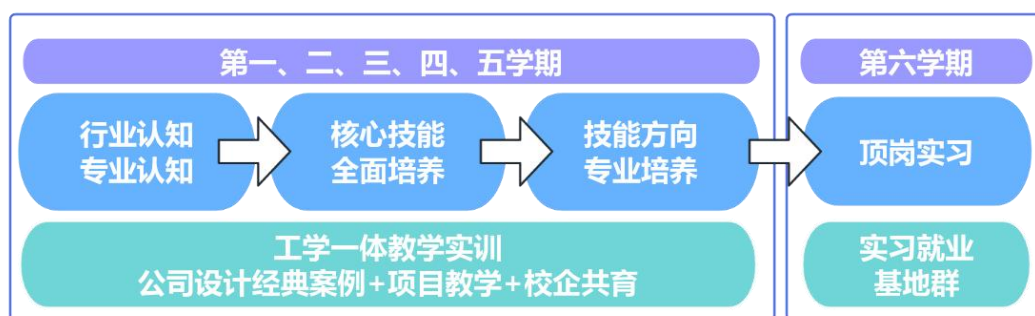 第一、二、三、四、五学期
第六学期
行业认知
专业认知
核心技能
全面培养
技能方向
专业培养
顶岗实习
工学一体教学实训
公司设计经典案例+项目教学+校企共育
实习就业
基地群